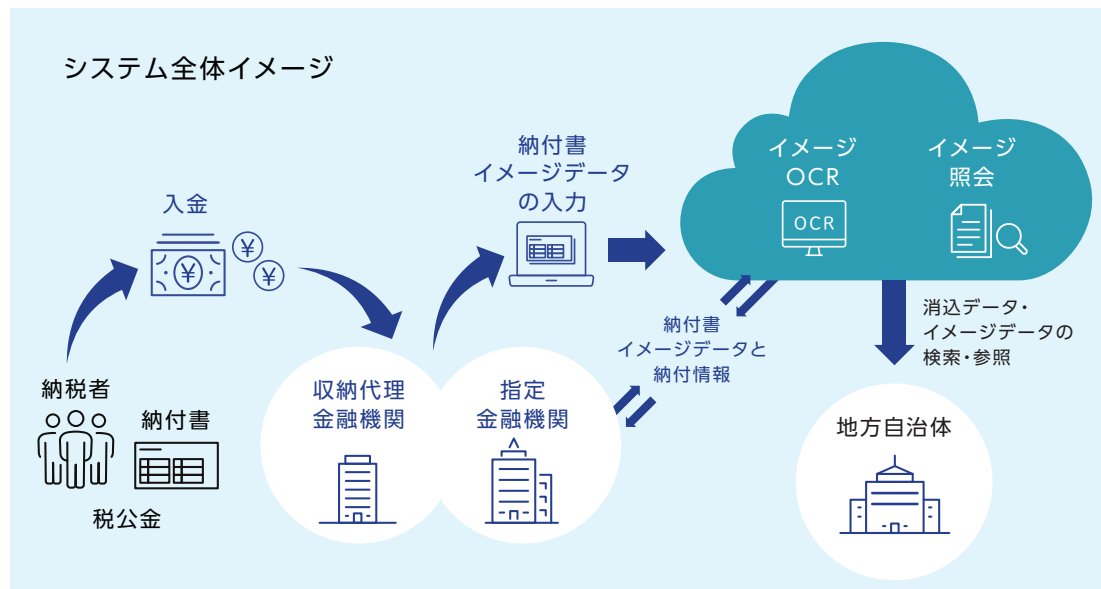 システム全体イメージ
納税者
納付書
税公金
入金
¥
¥
¥
収納代理
金融機関
指定
金融機関
納付書
イメージデータ
の入力
イメージ
OCR
OCR
イメージ
照会
納付書
イメージデータと
納付情報
消込データ・
イメージデータの
検索・参照
地方自治体